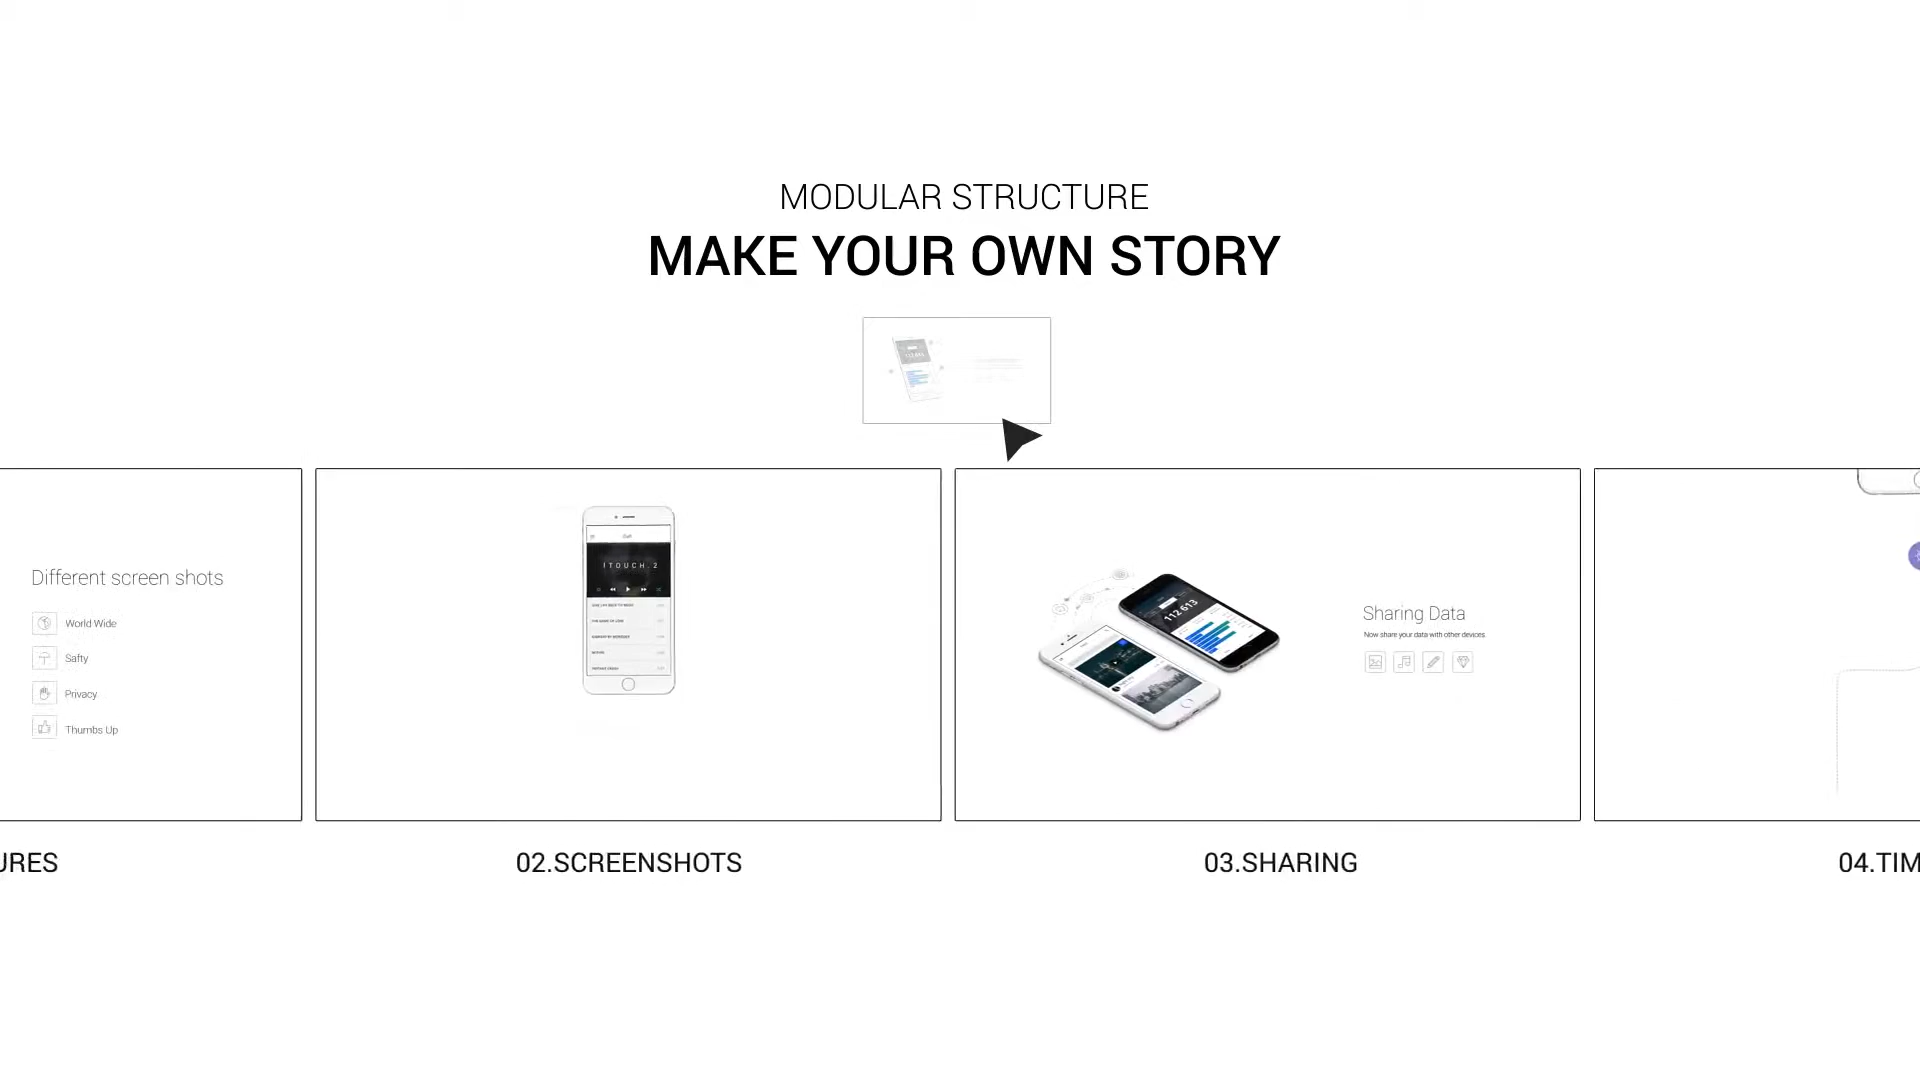 MODULAR STRUCTURE
MAKE YOUR OWN STORY
Different screen shots
World Wide
Safty
Privacy
Thumbs Up
URES
ITOUCH.2
02.SCREENSHOTS
112 613
Sharing Data
Now share your data with other devices.
03.SHARING
04.TIM